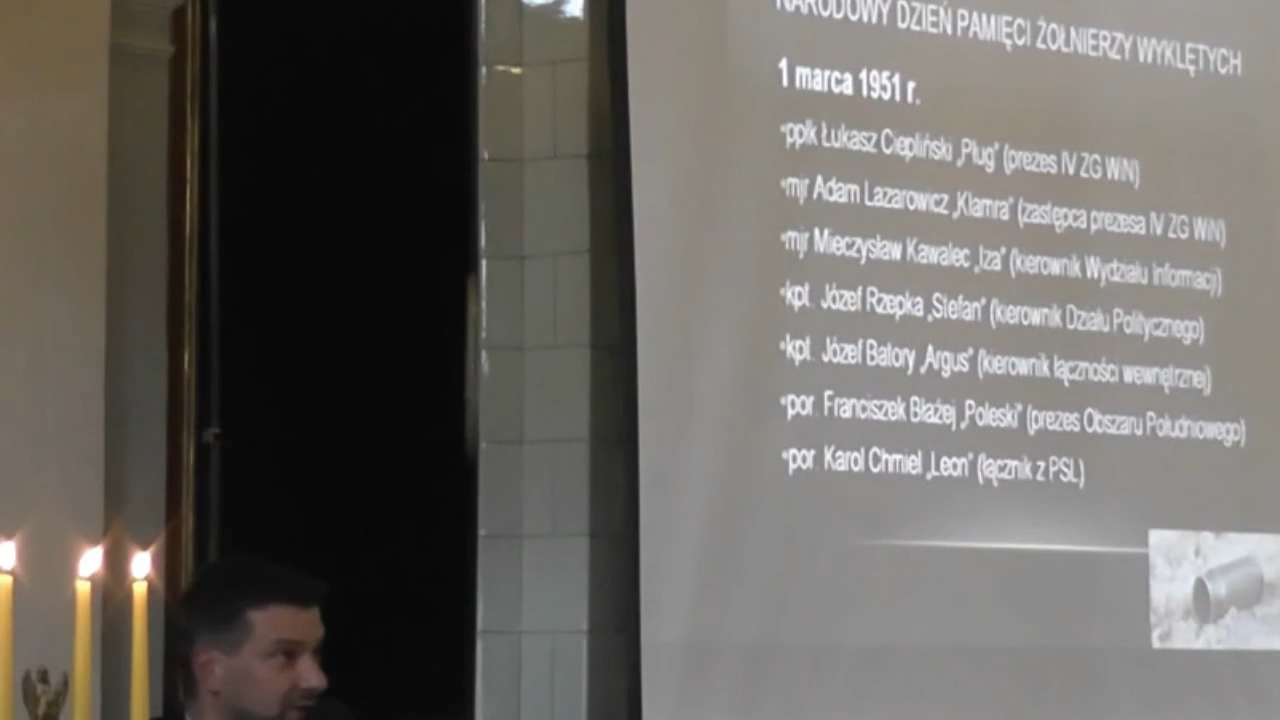 NARODOWY DZIEŃ PAMIĘCI ŻOŁNIERZY WYKLĘTYCH
1 marca 1951 r.
•ppłk Łukasz Ciepliński „Pług" (prezes IV ZG WiN)
•mjr Adam Lazarowicz „Klamra" (zastępca prezesa IV ZG WiN)
•mjr Mieczysław Kawalec „Iza" (kierownik Wydziału Informacji)
•kpt. Józef Rzepka „Stefan" (kierownik Działu Politycznego)
•kpt. Józef Batory „Argus" (kierownik łączności wewnętrznej)
•por. Franciszek Błażej „Poleski" (prezes Obszaru Południowego)
•por. Karol Chmiel „Leon" (łącznik z PSL)